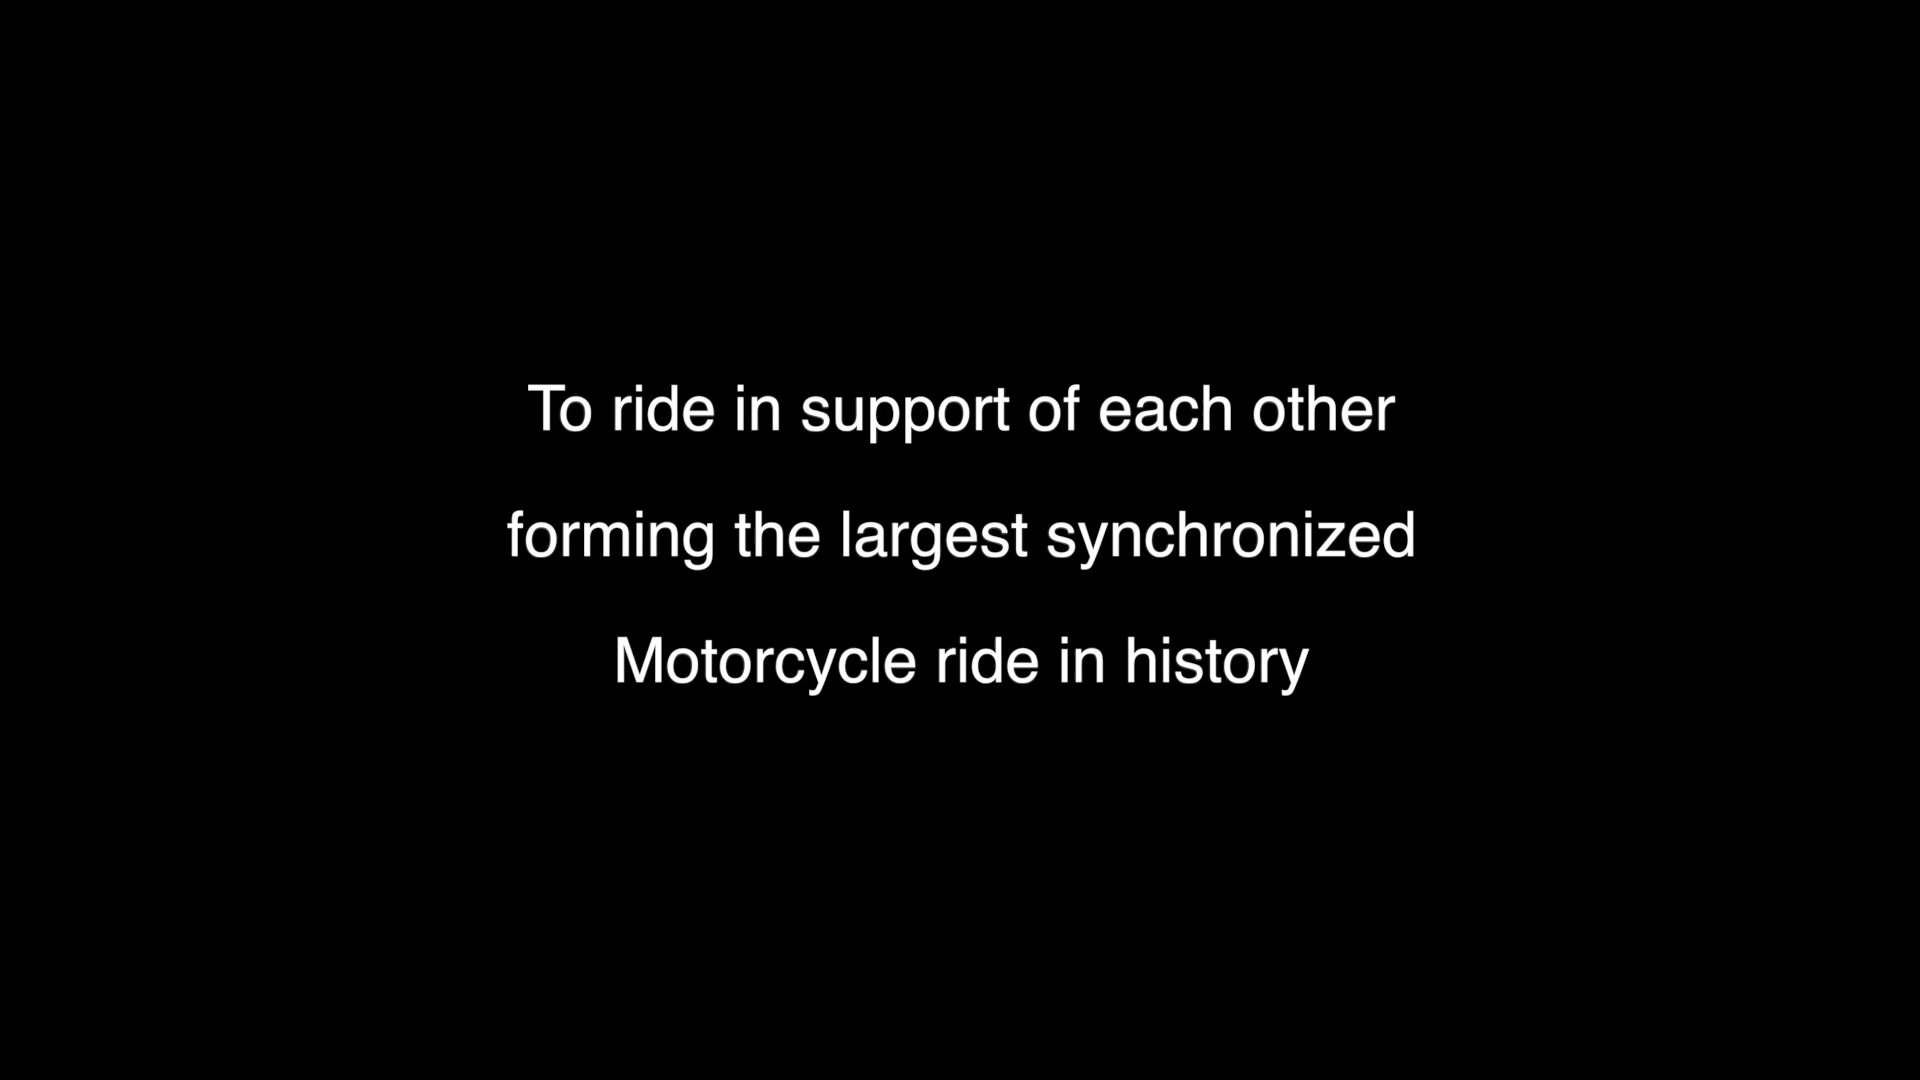 To ride in support of each other
forming the largest synchronized
Motorcycle ride in history